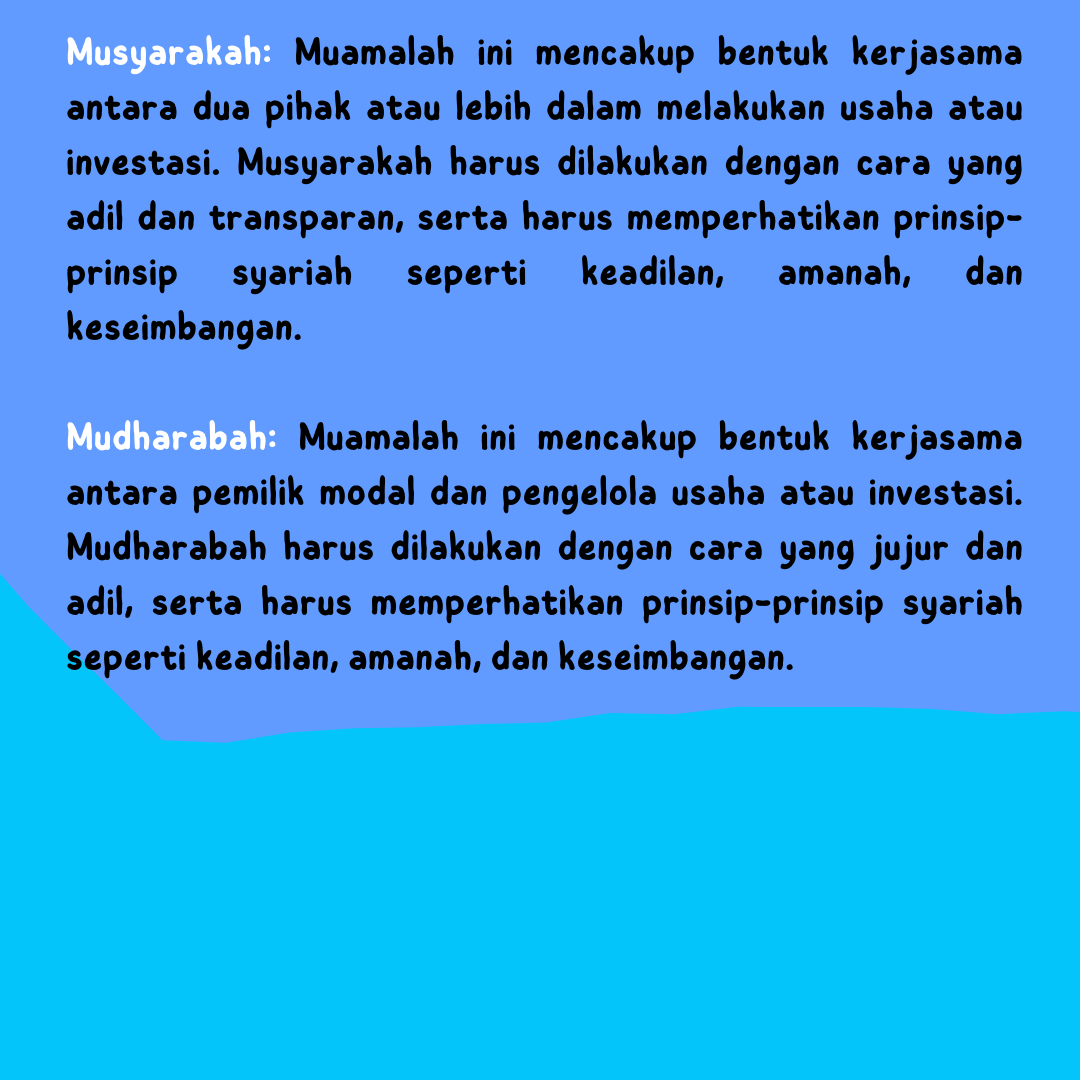 Musyarakah: Muamalah ini mencakup bentuk kerjasama
antara dua pihak atau lebih dalam melakukan usaha atau
investasi. Musyarakah harus dilakukan dengan cara yang
adil dan transparan, serta harus memperhatikan prinsip-
prinsip syariah seperti keadilan, amanah, dan
keseimbangan.
Mudharabah: Muamalah ini mencakup bentuk kerjasama
antara pemilik modal dan pengelola usaha atau investasi.
Mudharabah harus dilakukan dengan cara yang jujur dan
adil, serta harus memperhatikan prinsip-prinsip syariah
seperti keadilan, amanah, dan keseimbangan.